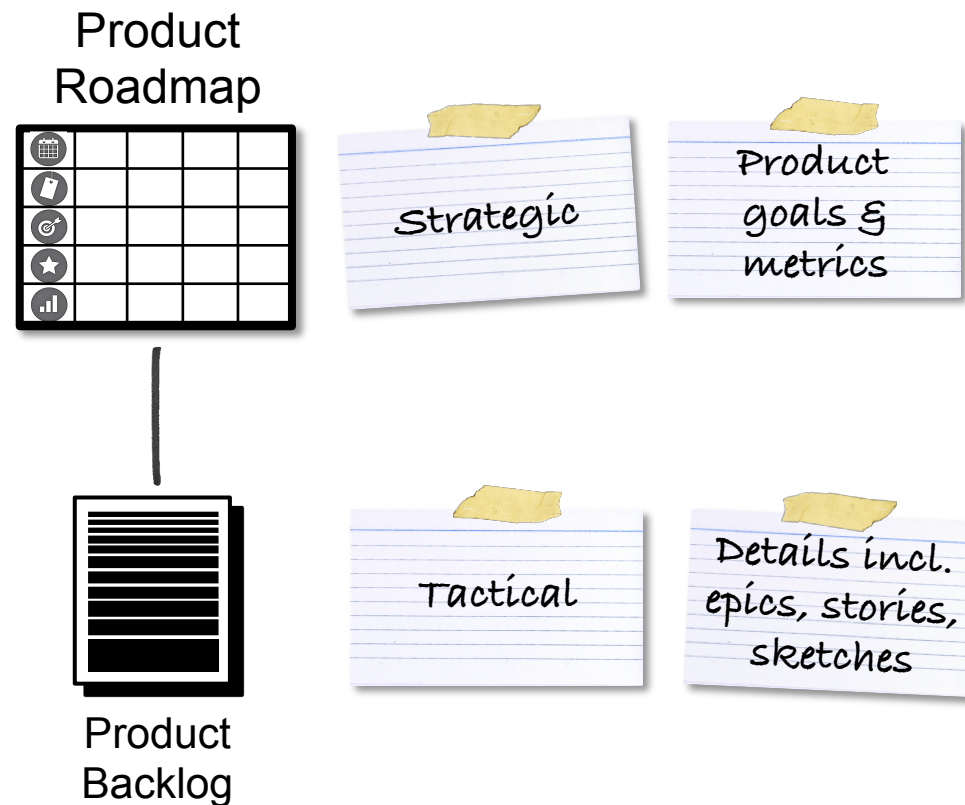 Product
Roadmap
Strategic
Product
goals &
metrics
Tactical
Details incl.
epics, stories,
sketches
Product
Backlog